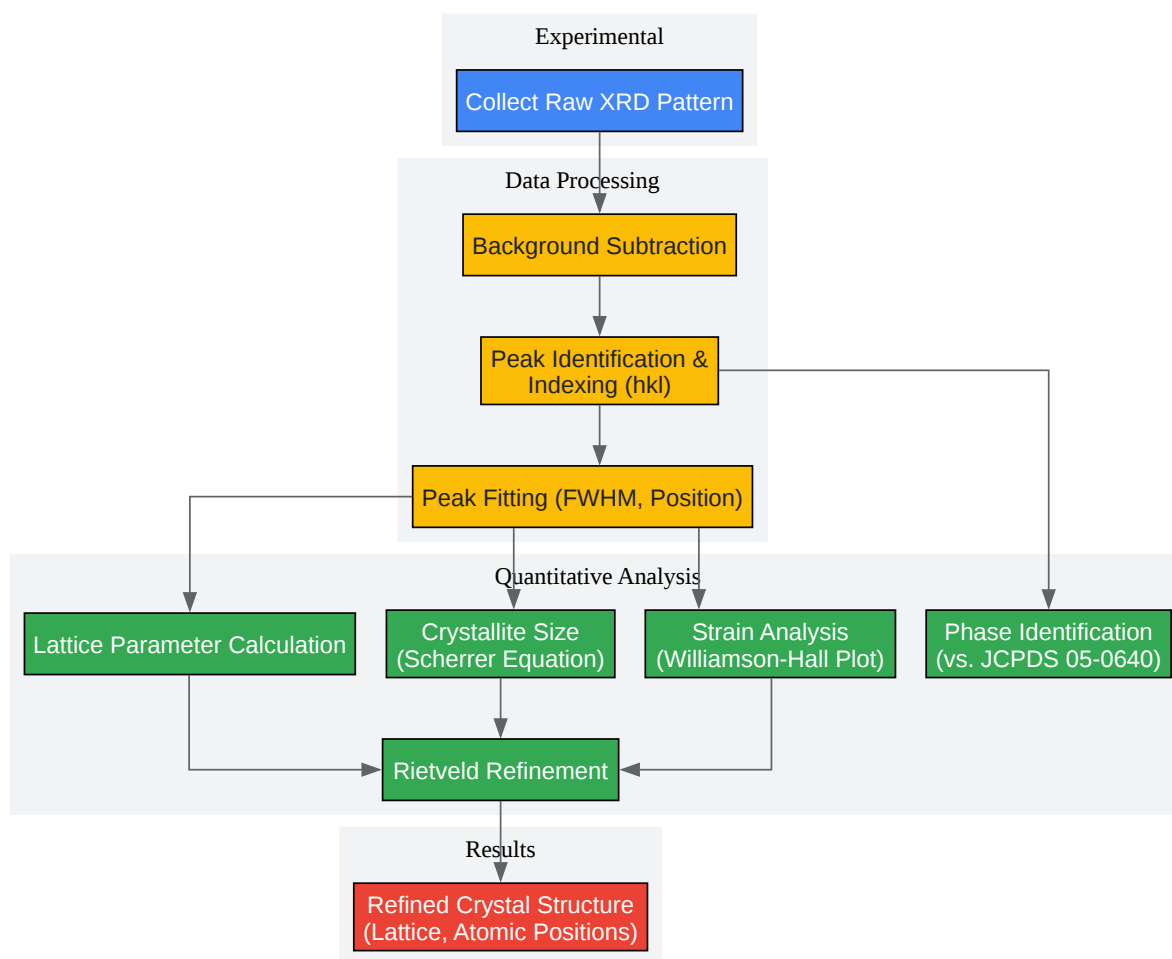 Experimental
Collect Raw XRD Pattern
Data Processing
Background Subtraction
Peak Identification &
Indexing (hkl)
Peak Fitting (FWHM, Position)
Quantitative Analysis
Lattice Parameter Calculation
Crystallite Size
(Scherrer Equation)
Strain Analysis
(Williamson-Hall Plot)
Phase Identification
(vs. JCPDS 05-0640)
Rietveld Refinement
Results
Refined Crystal Structure
(Lattice, Atomic Positions)